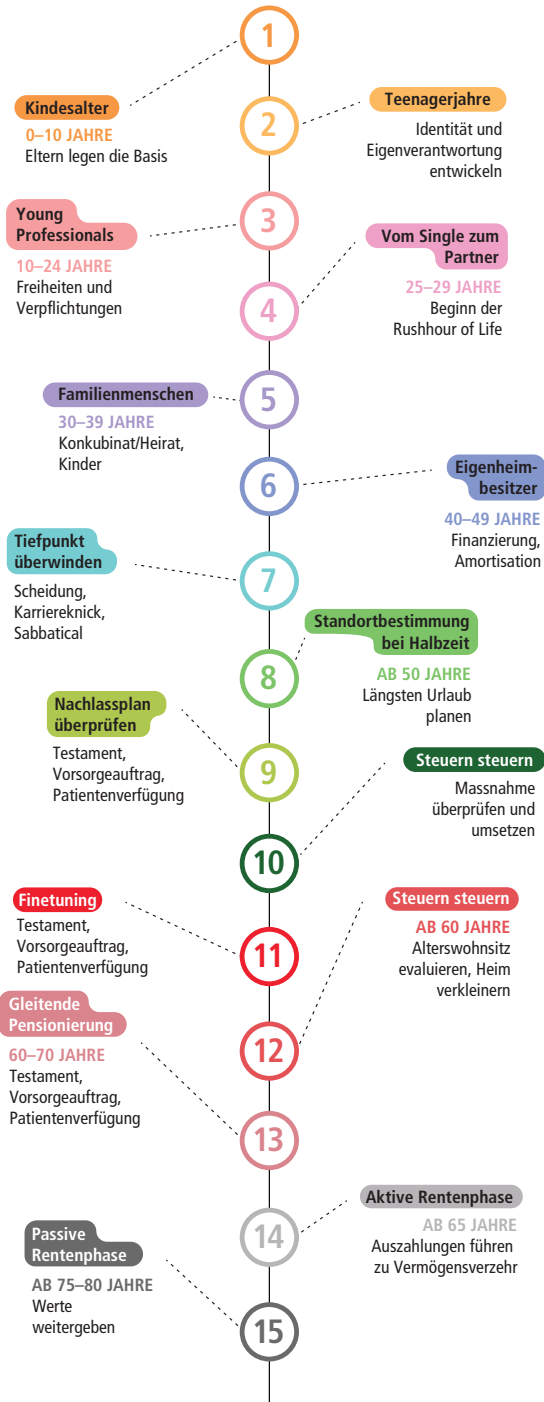 1
Kindesalter
0–10 JAHRE
Eltern legen die Basis
2
Teenagerjahre
Identität und
Eigenverantwortung
entwickeln
3
Young
Professionals
10–24 JAHRE
Freiheiten und
Verpflichtungen
4
Vom Single zum
Partner
25–29 JAHRE
Beginn der
Rushhour of Life
5
Familienmenschen
30–39 JAHRE
Konkubinat/Heirat,
Kinder
6
Eigenheim-
besitzer
40–49 JAHRE
Finanzierung,
Amortisation
7
Tiefpunkt
überwinden
Scheidung,
Karriereknick,
Sabbatical
8
Standortbestimmung
bei Halbzeit
AB 50 JAHRE
Längsten Urlaub
planen
9
Nachlassplan
überprüfen
Testament,
Vorsorgeauftrag,
Patientenverfügung
10
Steuern steuern
Massnahme
überprüfen und
umsetzen
11
Finetuning
Testament,
Vorsorgeauftrag,
Patientenverfügung
12
Steuern steuern
AB 60 JAHRE
Alterswohnsitz
evaluieren, Heim
verkleinern
13
Gleitende
Pensionierung
60–70 JAHRE
Testament,
Vorsorgeauftrag,
Patientenverfügung
14
Aktive Rentenphase
AB 65 JAHRE
Auszahlungen führen
zu Vermögensverzehr
15
Passive
Rentenphase
AB 75–80 JAHRE
Werte
weitergeben